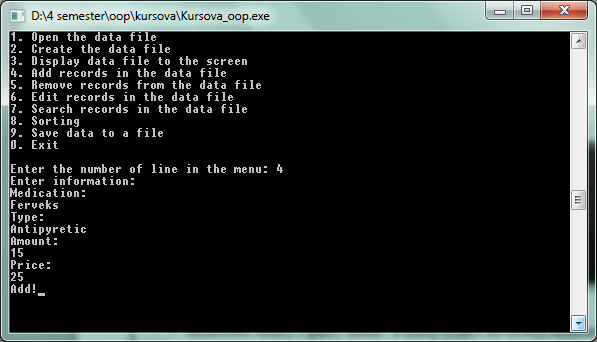 D:\4 semester\oop\kursova\Kursova_oop.exe
1. Open the data file
2. Create the data file
3. Display data file to the screen
4. Add records in the data file
5. Remove records from the data file
6. Edit records in the data file
7. Search records in the data file
8. Sorting
9. Save data to a file
0. Exit
Enter the number of line in the menu: 4
Enter information:
Medication:
Ferveks
Type:
Antipyretic
Amount:
15
Price:
25
Add!_